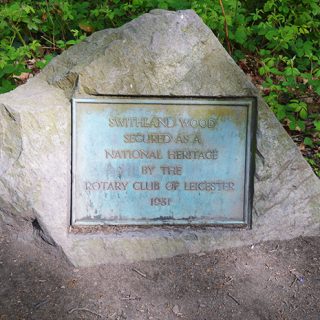 SWITHLAND WOOD
SECURED AS A
NATIONAL HERITAGE
BY THE
ROTARY CLUB OF LEICESTER
1931